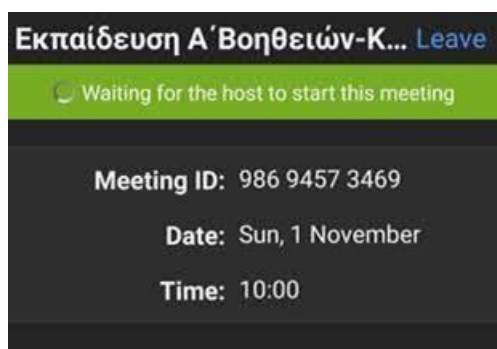 Εκπαίδευση Α΄Βοηθειών-Κ... Leave
Waiting for the host to start this meeting
Meeting ID: 986 9457 3469
Date: Sun, 1 November
Time: 10:00